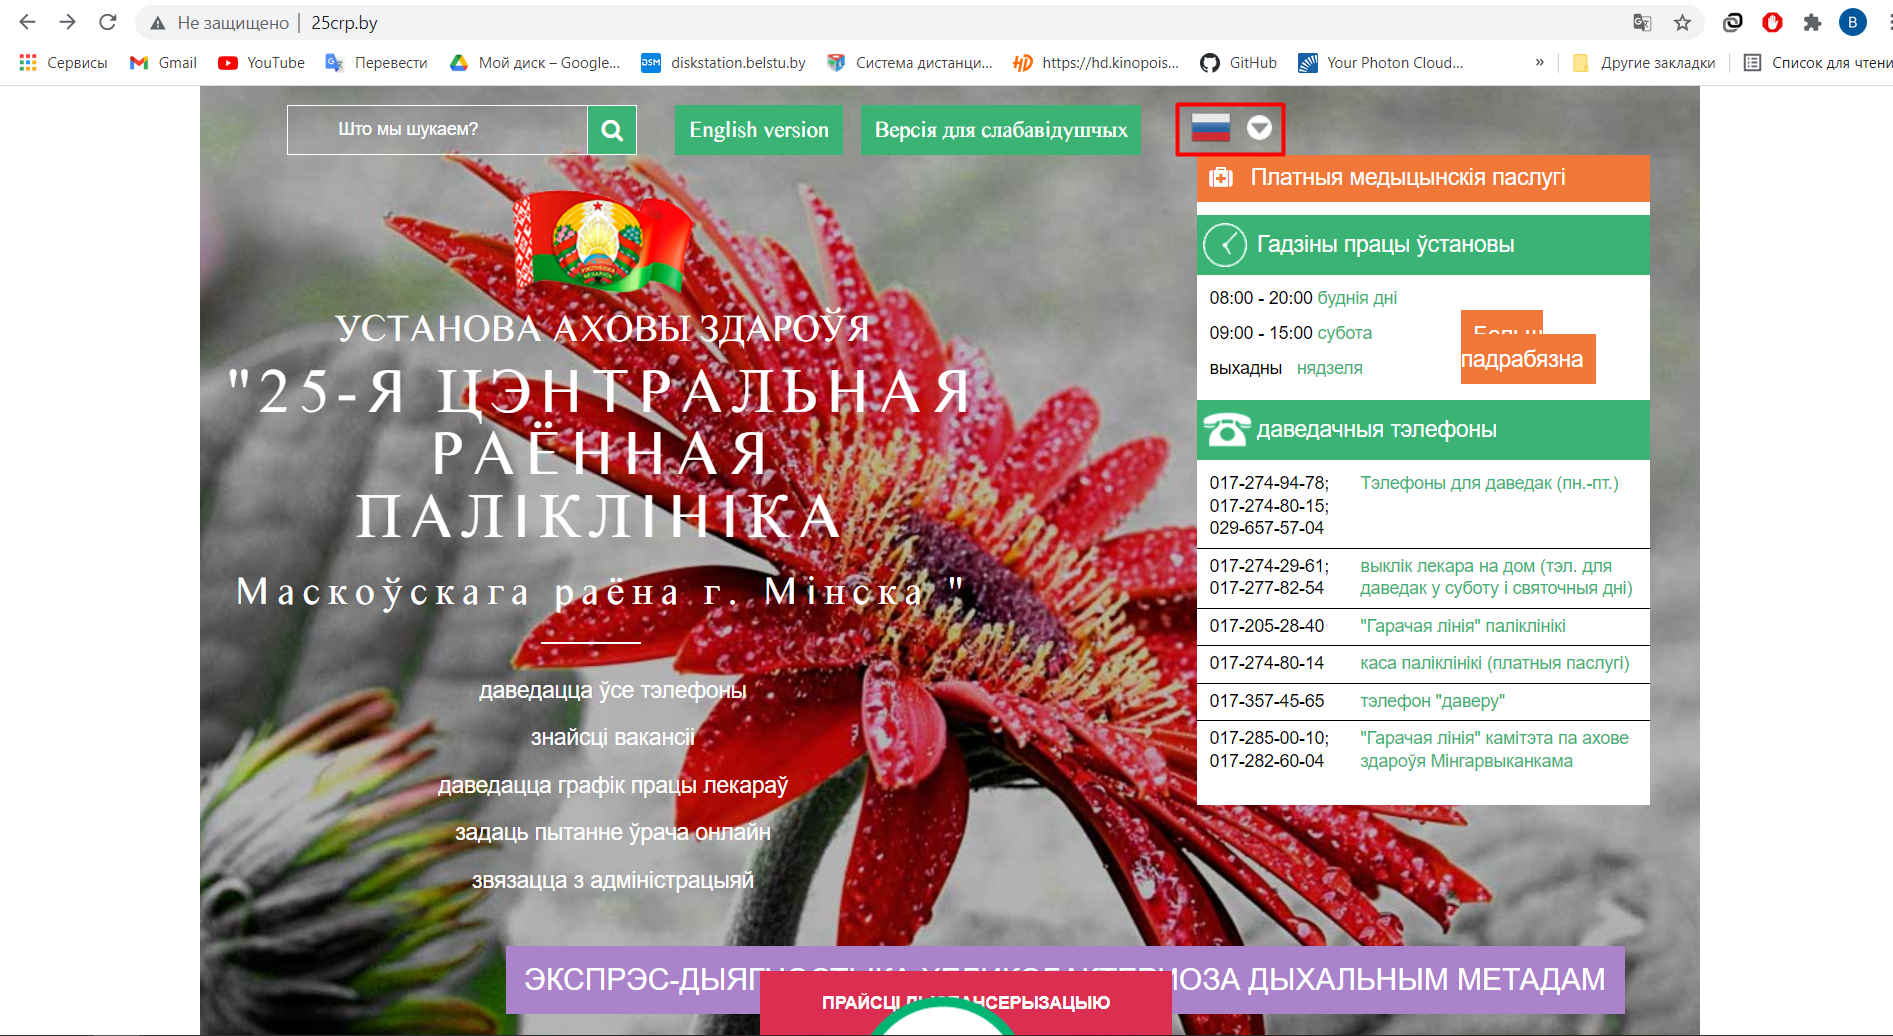 Не защищено
25crp.by
Сервисы
Gmail
YouTube
Перевести
Мой диск – Google...
DSM
diskstation.belstu.by
Система дистанци...
HD
https://hd.kinopois...
GitHub
Your Photon Cloud...
»
Другие закладки
Список для чтени
B
Што мы шукаем?
English version
Версія для слабавідушчых
УСТАНОВА АХОВЫ ЗДАРОЎЯ
"25-Я ЦЭНТРАЛЬНАЯ
РАЁННАЯ
ПАЛІКЛІНІКА
Маскоўскага раёна г. Мінска "
даведацца ўсе тэлефоны
знайсці вакансіі
даведацца графік працы лекараў
задаць пытанне ўрача онлайн
звязацца з адміністрацыяй
Платныя медыцынскія паслугі
Гадзіны працы ўстановы
08:00 - 20:00 буднія дні
09:00 - 15:00 субота
выхадны нядзеля
Больш
падрабязна
даведачныя тэлефоны
017-274-94-78; Тэлефоны для даведак (пн.-пт.)
017-274-80-15;
029-657-57-04
017-274-29-61; выклік лекара на дом (тэл. для
017-277-82-54 даведак у суботу і святочныя дні)
017-205-28-40 "Гарачая лінія" паліклінікі
017-274-80-14 каса паліклінікі (платныя паслугі)
017-357-45-65 тэлефон "даверу"
017-285-00-10; "Гарачая лінія" камітэта па ахове
017-282-60-04 здароўя Мінгарвыканкама
ДЫХАЛЬНЫМ МЕТАДАМ
ПРАЙСЦІ